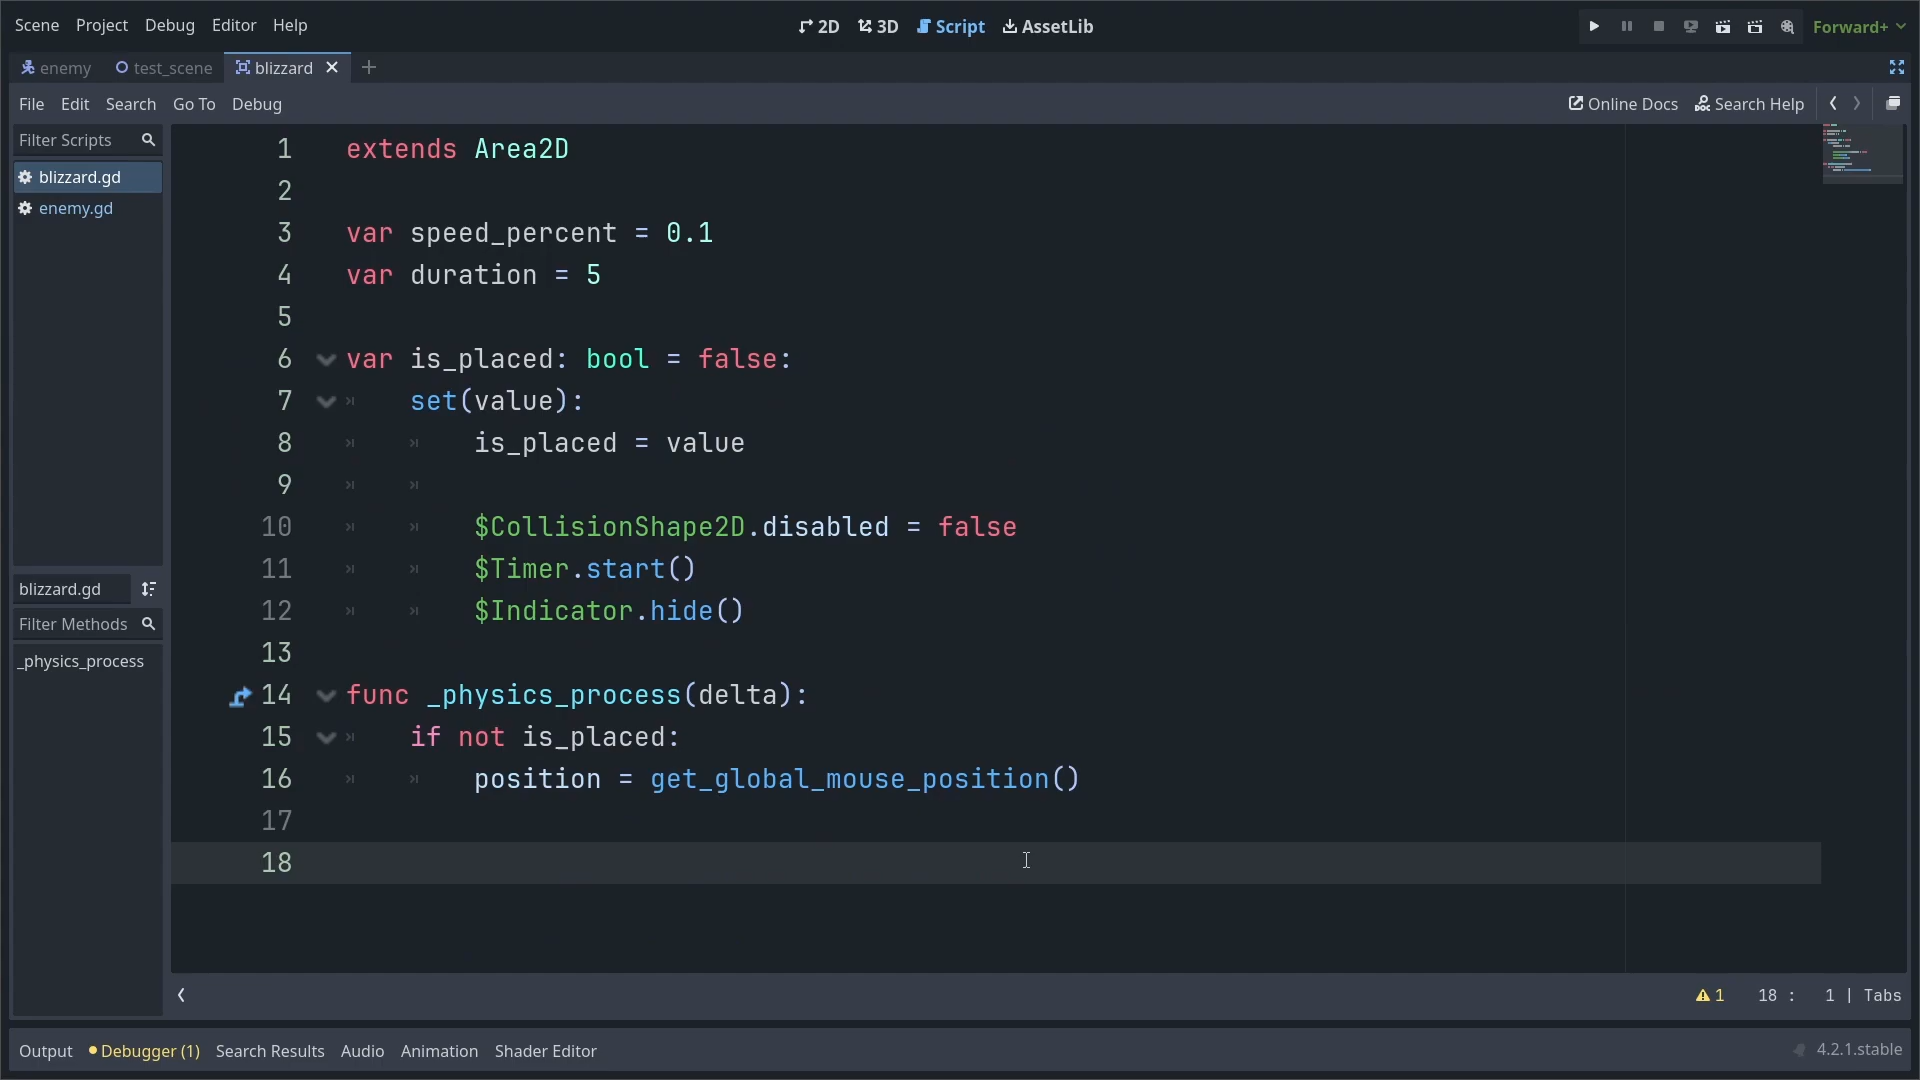 Scene Project Debug Editor Help 2D 3D Script AssetLib Forward+
enemy test_scene blizzard
File Edit Search Go To Debug Online Docs Search Help
Filter Scripts
blizzard.gd
enemy.gd
blizzard.gd
Filter Methods
_physics_process
1 extends Area2D
2
3 var speed_percent = 0.1
4 var duration = 5
5
6 var is_placed: bool = false:
7 set(value):
8 is_placed = value
9
10 $CollisionShape2D.disabled = false
11 $Timer.start()
12 $Indicator.hide()
13
14 func _physics_process(delta):
15 if not is_placed:
16 position = get_global_mouse_position()
17
18
1 18 : 1 | Tabs
Output Debugger (1) Search Results Audio Animation Shader Editor 4.2.1.stable